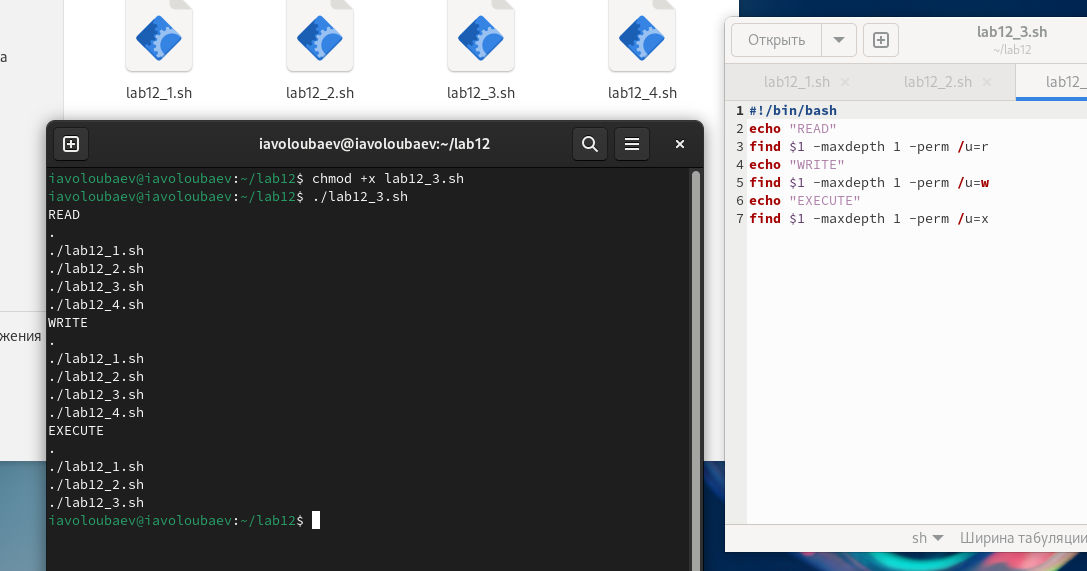 а
жения
lab12_1.sh
lab12_2.sh
lab12_3.sh
lab12_4.sh
iavoloubaev@iavoloubaev:~/lab12
iavoloubaev@iavoloubaev:~/lab12$ chmod +x lab12_3.sh
iavoloubaev@iavoloubaev:~/lab12$ ./lab12_3.sh
READ
.
./lab12_1.sh
./lab12_2.sh
./lab12_3.sh
./lab12_4.sh
WRITE
.
./lab12_1.sh
./lab12_2.sh
./lab12_3.sh
./lab12_4.sh
EXECUTE
.
./lab12_1.sh
./lab12_2.sh
./lab12_3.sh
iavoloubaev@iavoloubaev:~/lab12$
Открыть
lab12_3.sh
~/lab12
lab12_1.sh
lab12_2.sh
lab12_
1 #!/bin/bash
2 echo "READ"
3 find $1 -maxdepth 1 -perm /u=r
4 echo "WRITE"
5 find $1 -maxdepth 1 -perm /u=w
6 echo "EXECUTE"
7 find $1 -maxdepth 1 -perm /u=x
sh
Ширина табуляции